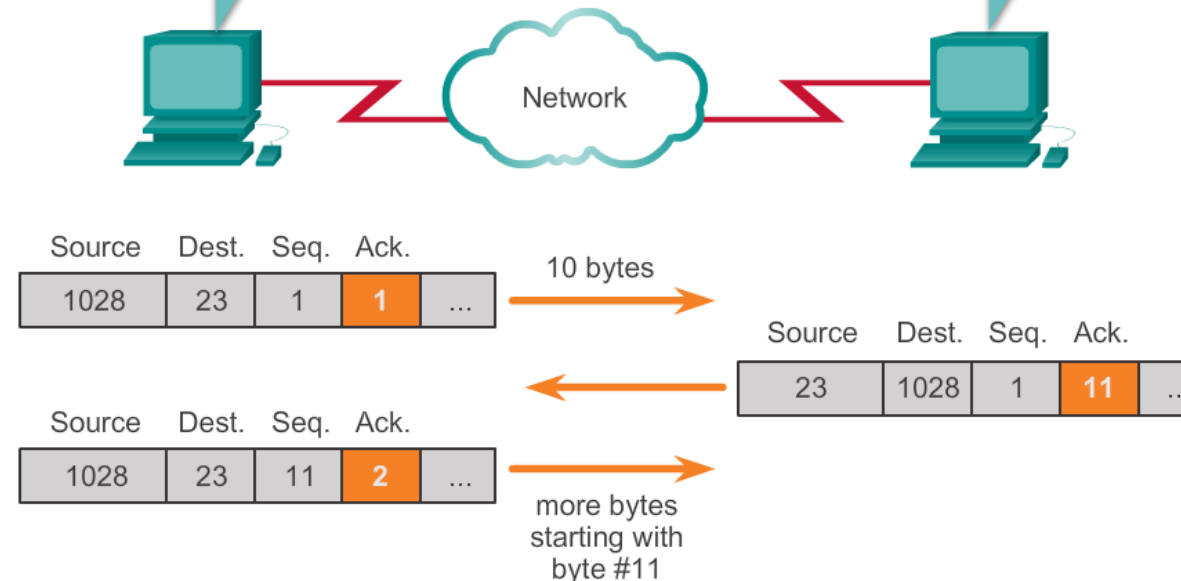 Network
Source Dest. Seq. Ack.
1028 23 1 1 ...
10 bytes
Source Dest. Seq. Ack.
23 1028 1 11 ..
Source Dest. Seq. Ack.
1028 23 11 2 ...
more bytes
starting with
byte #11